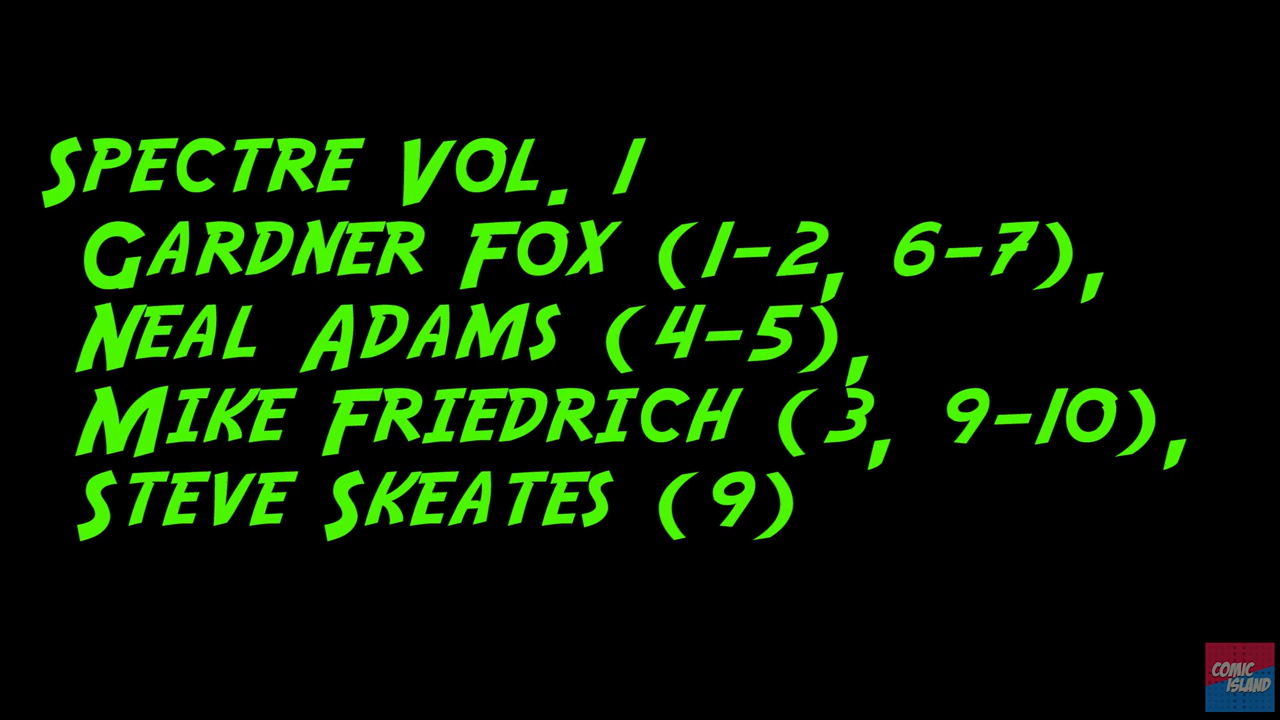 Spectre Vol. 1
Gardner Fox (1-2, 6-7),
Neal Adams (4-5),
Mike Friedrich (3, 9-10),
Steve Skeates (9)
COMIC
ISLAND